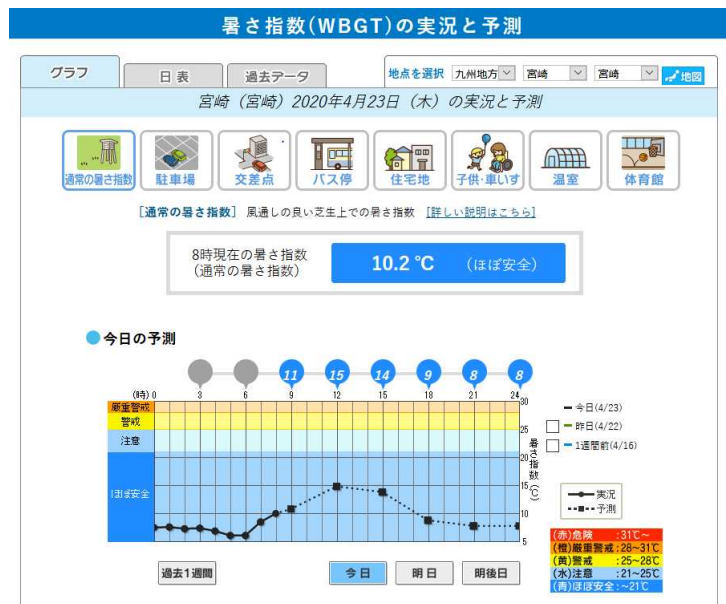 暑さ指数(WBGT)の実況と予測
グラフ
日表
過去データ
地点を選択
九州地方
宮崎
宮崎
地図
宮崎（宮崎）2020年4月23日（木）の実況と予測
通常の暑さ指数
駐車場
交差点
バス停
住宅地
子供・車いす
温室
体育館
［通常の暑さ指数］ 風通しの良い芝生上での暑さ指数 ［詳しい説明はこちら］
8時現在の暑さ指数
（通常の暑さ指数）
10.2 ℃ （ほぼ安全）
今日の予測
11 15 14 9 8 8
(時) 0 3 6 9 12 15 18 21 24
厳重警戒
警戒
注意
ほぼ安全
30
25
20
15
10
5
暑さ指数(℃)
今日(4/23)
昨日(4/22)
1週間前(4/16)
実況
予測
(赤)危険 :31℃～
(橙)厳重警戒:28~31℃
(黄)警戒 :25~28℃
(水)注意 :21~25℃
(青)ほぼ安全:~21℃
過去1週間
今日
明日
明後日